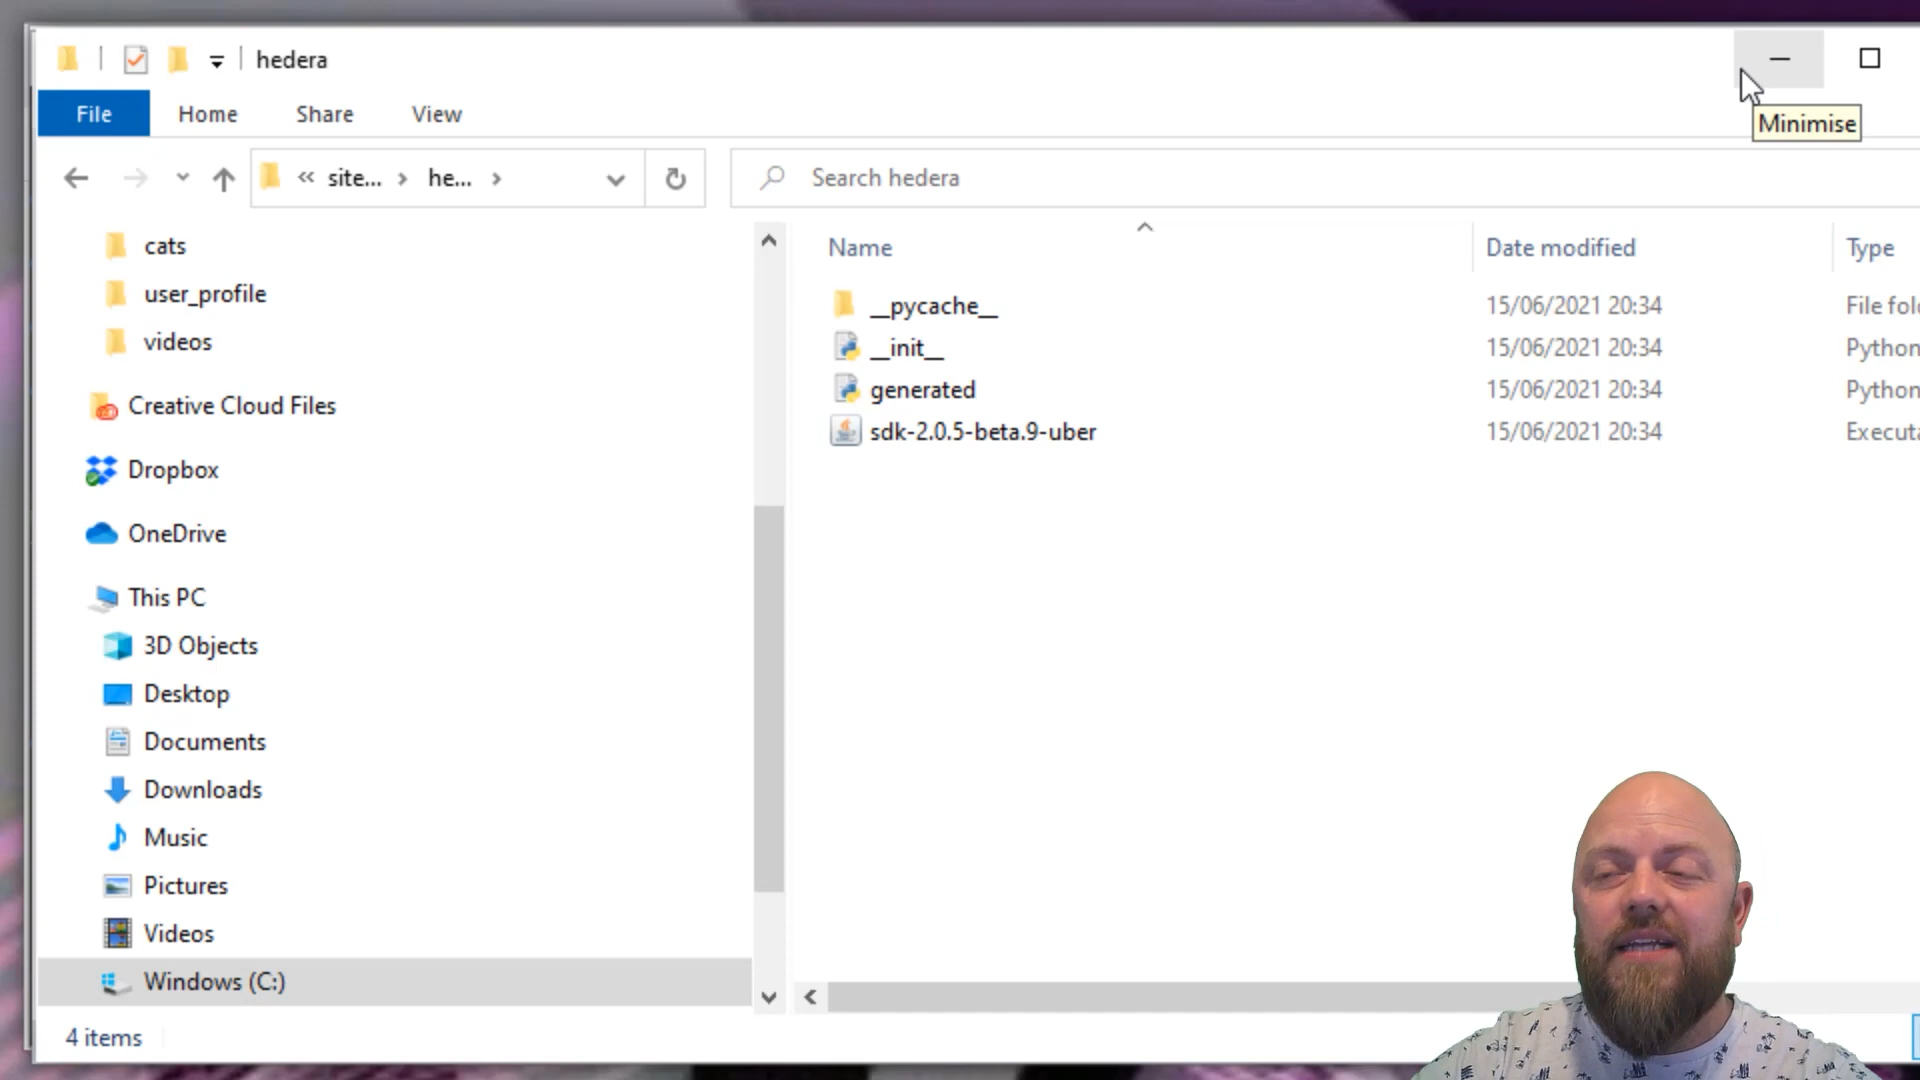 hedera
File Home Share View
Minimise
« site... › he... ›
Search hedera
cats
user_profile
videos
Creative Cloud Files
Dropbox
OneDrive
This PC
3D Objects
Desktop
Documents
Downloads
Music
Pictures
Videos
Windows (C:)
Name Date modified Type
__pycache__ 15/06/2021 20:34 File fol
__init__ 15/06/2021 20:34 Python
generated 15/06/2021 20:34 Python
sdk-2.0.5-beta.9-uber 15/06/2021 20:34 Execut
4 items